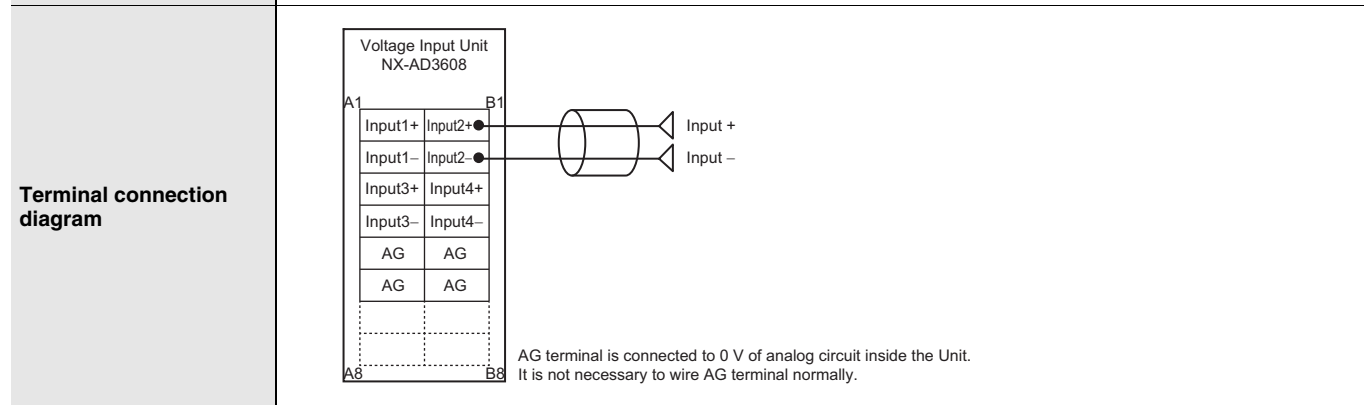 Terminal connection
diagram
Voltage Input Unit
NX-AD3608
A1 B1
Input1+ Input2+ Input +
Input1– Input2– Input –
Input3+ Input4+
Input3– Input4–
AG AG
AG AG
A8 B8
AG terminal is connected to 0 V of analog circuit inside the Unit.
It is not necessary to wire AG terminal normally.